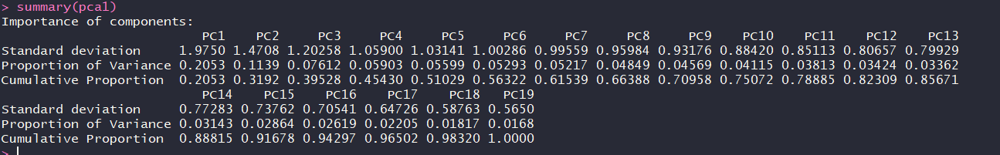 > summary(pca1)
Importance of components:
PC1 PC2 PC3 PC4 PC5 PC6 PC7 PC8 PC9 PC10 PC11 PC12 PC13
Standard deviation 1.9750 1.4708 1.20258 1.05900 1.03141 1.00286 0.99559 0.95984 0.93176 0.88420 0.85113 0.80657 0.79929
Proportion of Variance 0.2053 0.1139 0.07612 0.05903 0.05599 0.05293 0.05217 0.04849 0.04569 0.04115 0.03813 0.03424 0.03362
Cumulative Proportion 0.2053 0.3192 0.39528 0.45430 0.51029 0.56322 0.61539 0.66388 0.70958 0.75072 0.78885 0.82309 0.85671
PC14 PC15 PC16 PC17 PC18 PC19
Standard deviation 0.77283 0.73762 0.70541 0.64726 0.58763 0.5650
Proportion of Variance 0.03143 0.02864 0.02619 0.02205 0.01817 0.0168
Cumulative Proportion 0.88815 0.91678 0.94297 0.96502 0.98320 1.0000
>